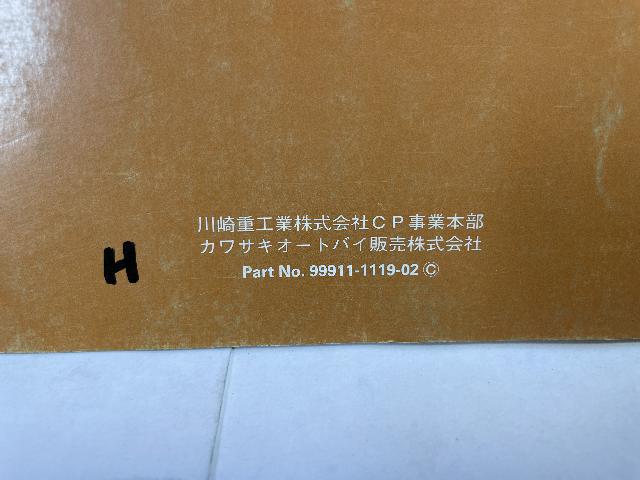 川崎重工業株式会社CP事業本部
カワサキオートバイ販売株式会社
H
Part No. 99911-1119-02 ©